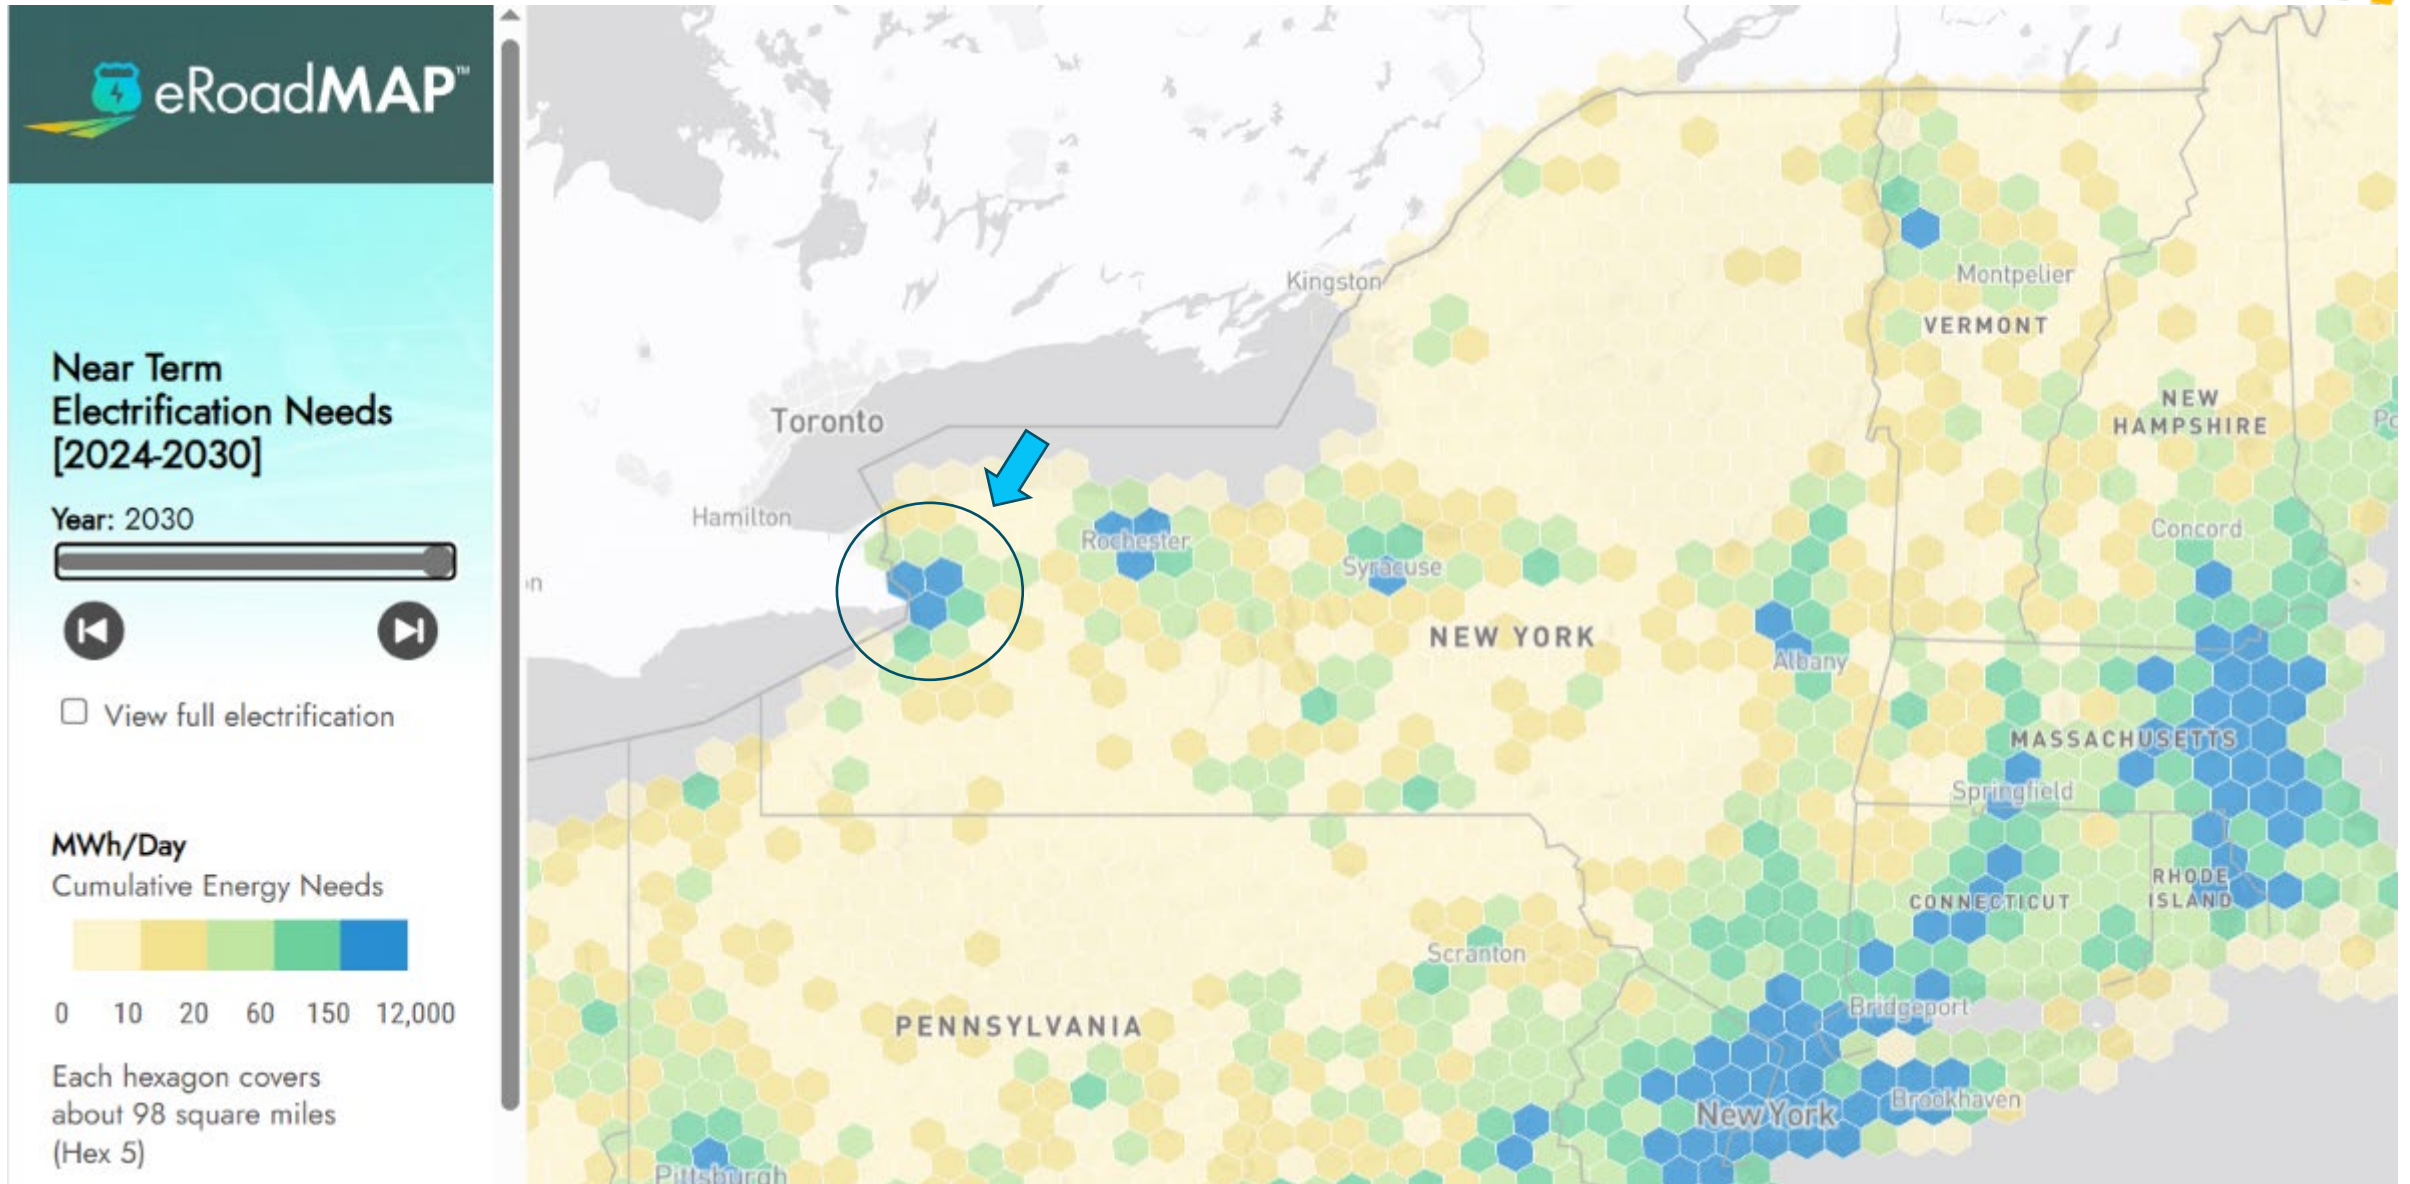 eRoadMAP™
Near Term
Electrification Needs
[2024-2030]
Year: 2030
View full electrification
MWh/Day
Cumulative Energy Needs
0 10 20 60 150 12,000
Each hexagon covers
about 98 square miles
(Hex 5)
Kingston
Montpelier
VERMONT
Toronto
NEW
HAMPSHIRE
Hamilton
Rochester
Syracuse
Concord
NEW YORK
Albany
MASSACHUSETTS
Springfield
RHODE
ISLAND
CONNECTICUT
Scranton
PENNSYLVANIA
Bridgeport
New York
Brookhaven
Pittsburgh